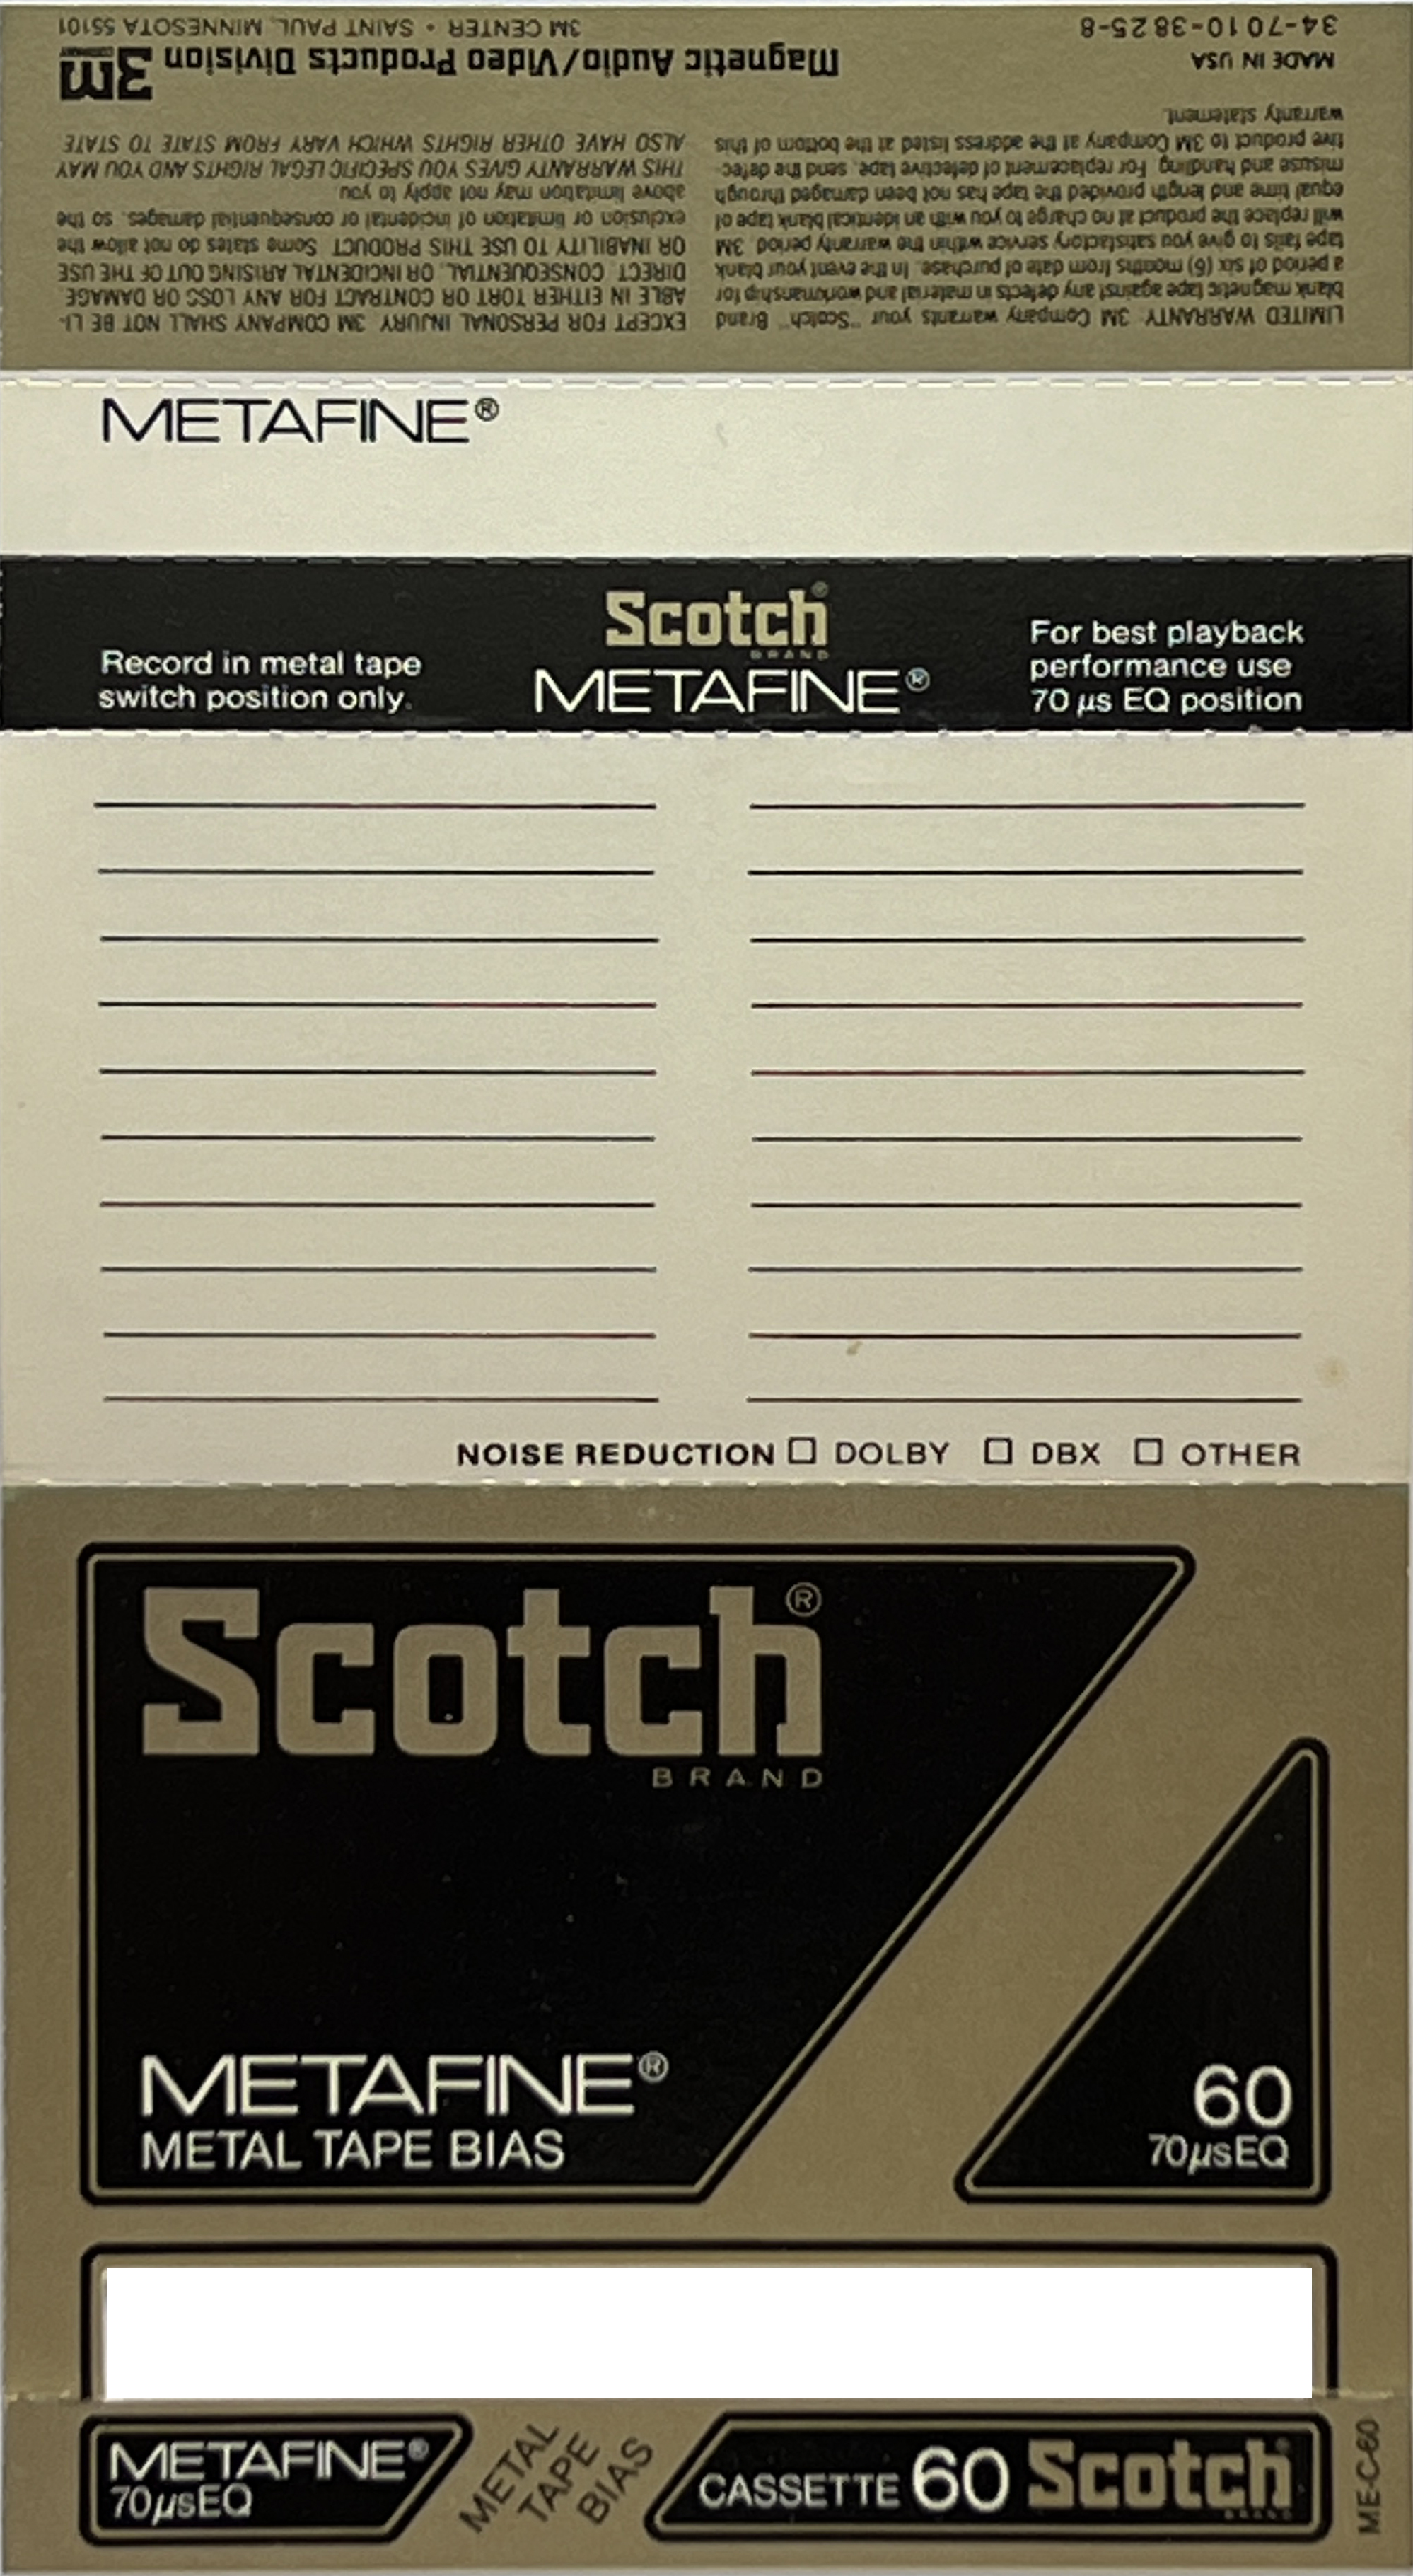 34-7010-3825-8
MADE IN USA
3M CENTER • SAINT PAUL, MINNESOTA 55101
Magnetic Audio/Video Products Division 3M
COMPANY
LIMITED WARRANTY: 3M Company warrants your "Scotch" Brand
blank magnetic tape against any defects in material and workmanship for
a period of six (6) months from date of purchase. In the event your blank
tape fails to give you satisfactory service within the warranty period, 3M
will replace the product at no charge to you with an identical blank tape of
equal time and length provided the tape has not been damaged through
misuse and handling. For replacement of defective tape, send the defec-
tive product to 3M Company at the address listed at the bottom of this
warranty statement.
EXCEPT FOR PERSONAL INJURY, 3M COMPANY SHALL NOT BE LI-
ABLE IN EITHER TORT OR CONTRACT FOR ANY LOSS OR DAMAGE,
DIRECT, CONSEQUENTIAL, OR INCIDENTAL ARISING OUT OF THE USE
OR INABILITY TO USE THIS PRODUCT. Some states do not allow the
exclusion or limitation of incidental or consequential damages, so the
above limitation may not apply to you.
THIS WARRANTY GIVES YOU SPECIFIC LEGAL RIGHTS AND YOU MAY
ALSO HAVE OTHER RIGHTS WHICH VARY FROM STATE TO STATE.
METAFINE®
Record in metal tape
switch position only.
Scotch®
BRAND
METAFINE®
For best playback
performance use
70 µs EQ position
NOISE REDUCTION □ DOLBY □ DBX □ OTHER
Scotch®
BRAND
METAFINE®
METAL TAPE BIAS
60
70µsEQ
METAFINE®
70µsEQ
METAL
TAPE
BIAS
CASSETTE 60 Scotch®
BRAND
ME-C-60